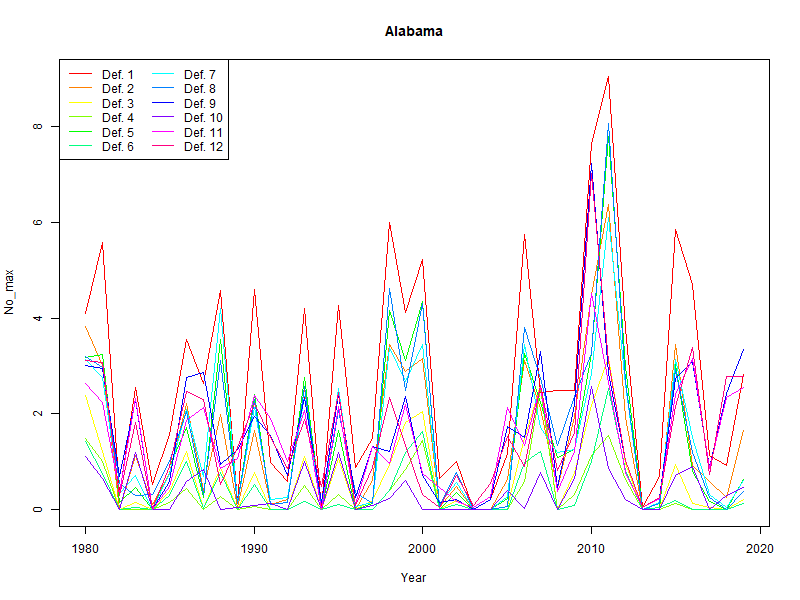 Alabama
Def. 1 Def. 7
Def. 2 Def. 8
Def. 3 Def. 9
Def. 4 Def. 10
Def. 5 Def. 11
Def. 6 Def. 12
8
6
4
2
0
No_max
1980 1990 2000 2010 2020
Year